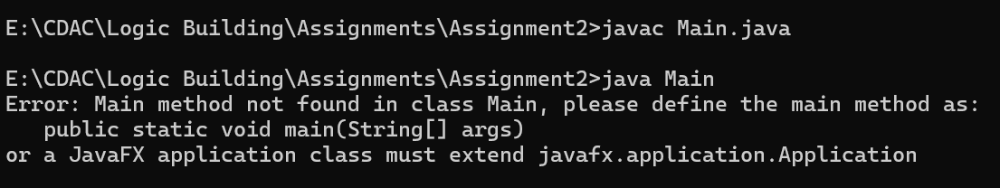 E:\CDAC\Logic Building\Assignments\Assignment2>javac Main.java
E:\CDAC\Logic Building\Assignments\Assignment2>java Main
Error: Main method not found in class Main, please define the main method as:
   public static void main(String[] args)
or a JavaFX application class must extend javafx.application.Application